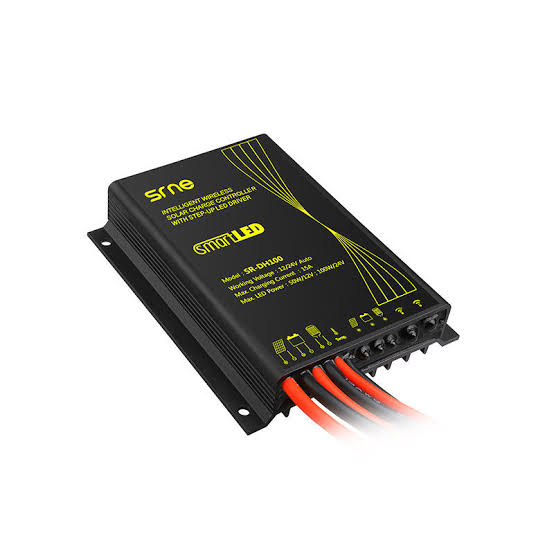 srne
INTELLIGENT WIRELESS
SOLAR CHARGE CONTROLLER
WITH STEP-UP LED DRIVER
smartLED
Model : SR-DH100
Working Voltage : 12/24V Auto
Max. Charging Current : 15A
Max. LED Power : 50W/12V , 100W/24V